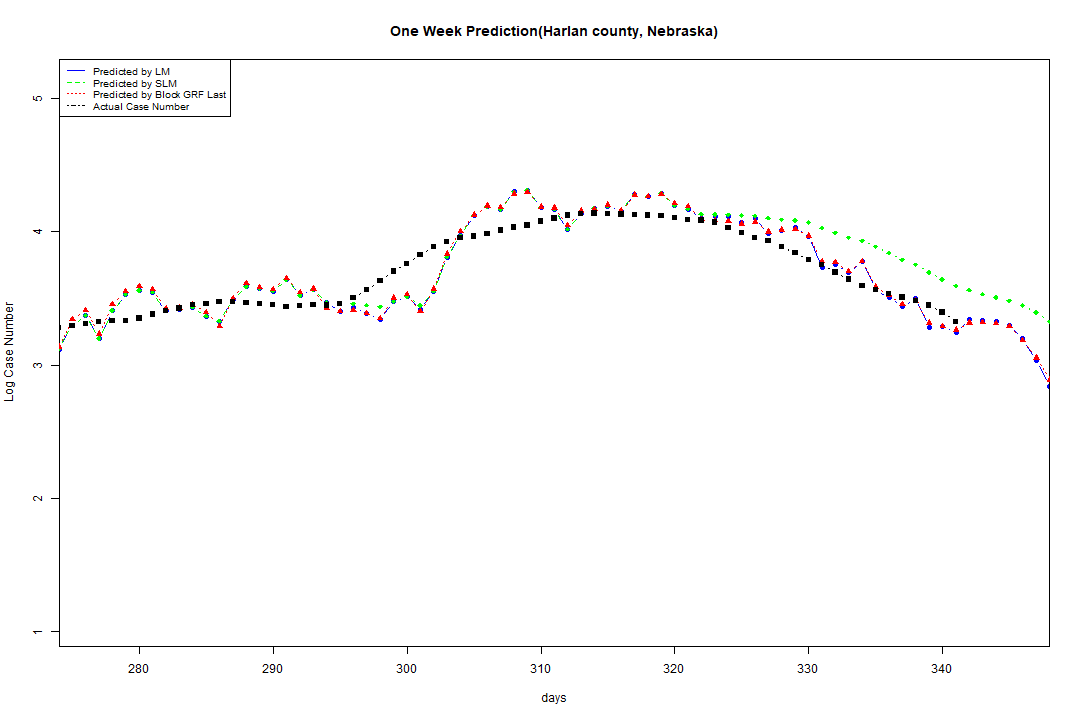 One Week Prediction(Harlan county, Nebraska)
Predicted by LM
Predicted by SLM
Predicted by Block GRF Last
Actual Case Number
5
4
3
2
1
Log Case Number
280 290 300 310 320 330 340
days